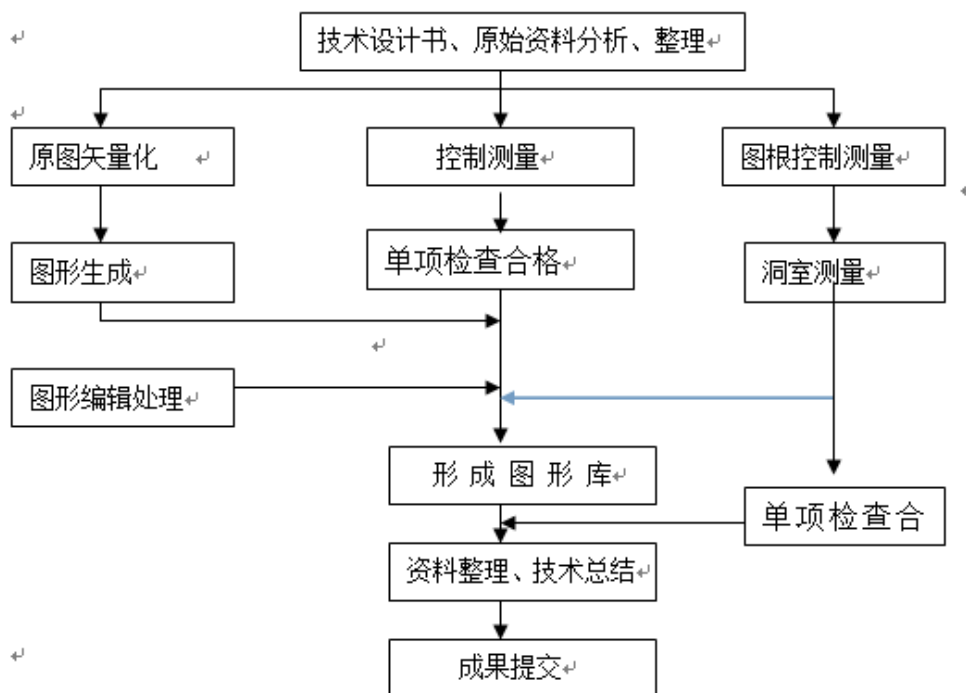 技术设计书、原始资料分析、整理
原图矢量化
控制测量
图根控制测量
图形生成
单项检查合格
洞室测量
图形编辑处理
形成图形库
单项检查合
资料整理、技术总结
成果提交